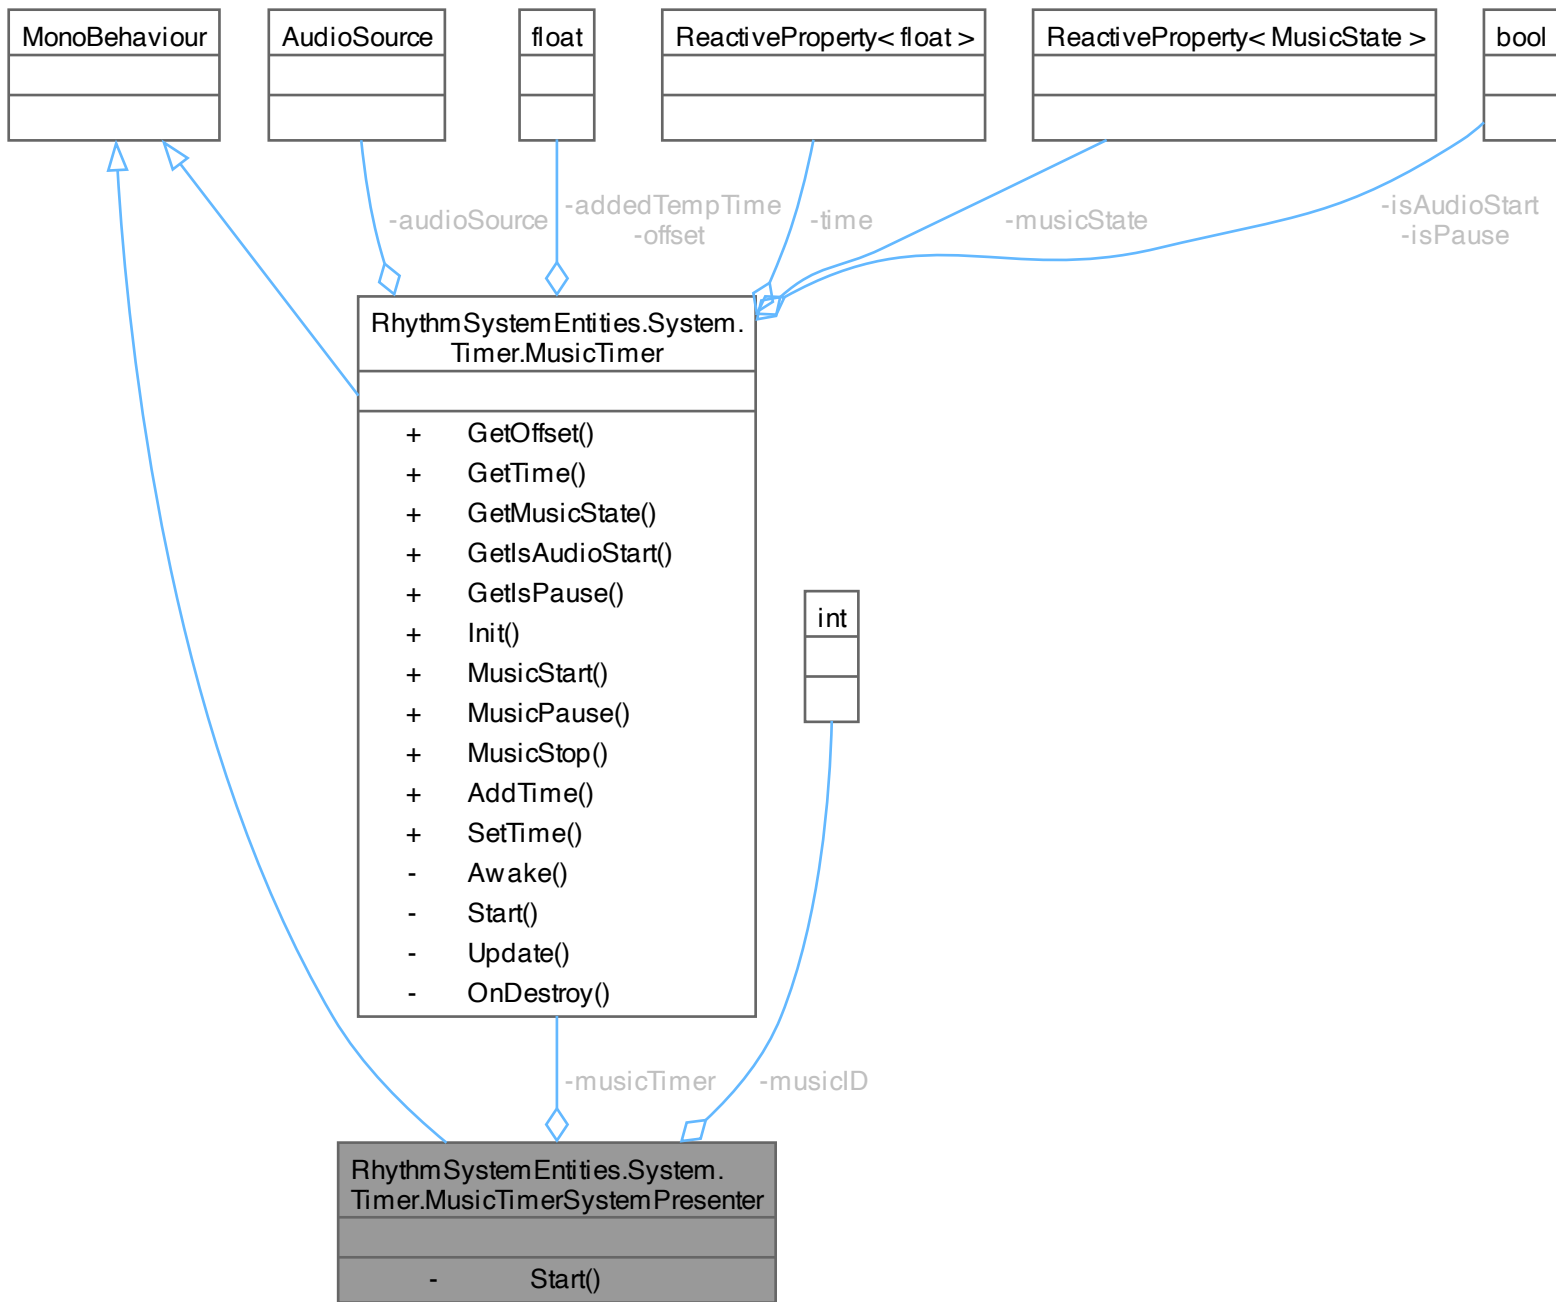 MonoBehaviour
AudioSource
float
ReactiveProperty< float >
ReactiveProperty< MusicState >
bool
-audioSource
-addedTempTime
-offset
-time
-musicState
-isAudioStart
-isPause
RhythmSystemEntities.System.
Timer.MusicTimer
+ GetOffset()
+ GetTime()
+ GetMusicState()
+ GetIsAudioStart()
+ GetIsPause()
+ Init()
+ MusicStart()
+ MusicPause()
+ MusicStop()
+ AddTime()
+ SetTime()
- Awake()
- Start()
- Update()
- OnDestroy()
int
-musicTimer
-musicID
RhythmSystemEntities.System.
Timer.MusicTimerSystemPresenter
- Start()